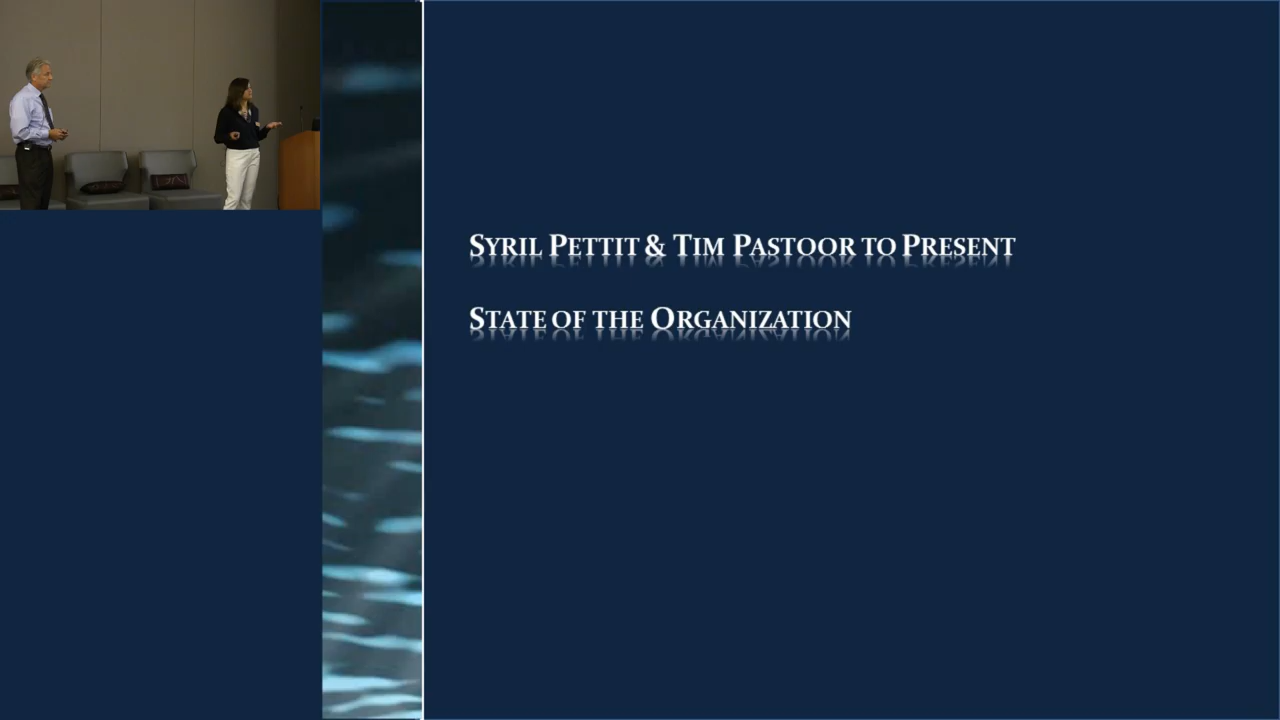 Syril Pettit & Tim Pastoor to Present
State of the Organization